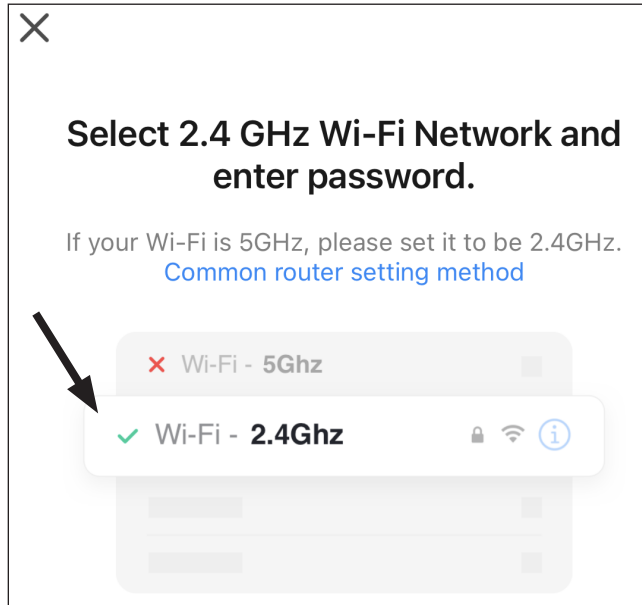 Select 2.4 GHz Wi-Fi Network and
enter password.
If your Wi-Fi is 5GHz, please set it to be 2.4GHz.
Common router setting method
Wi-Fi - 5Ghz
Wi-Fi - 2.4Ghz